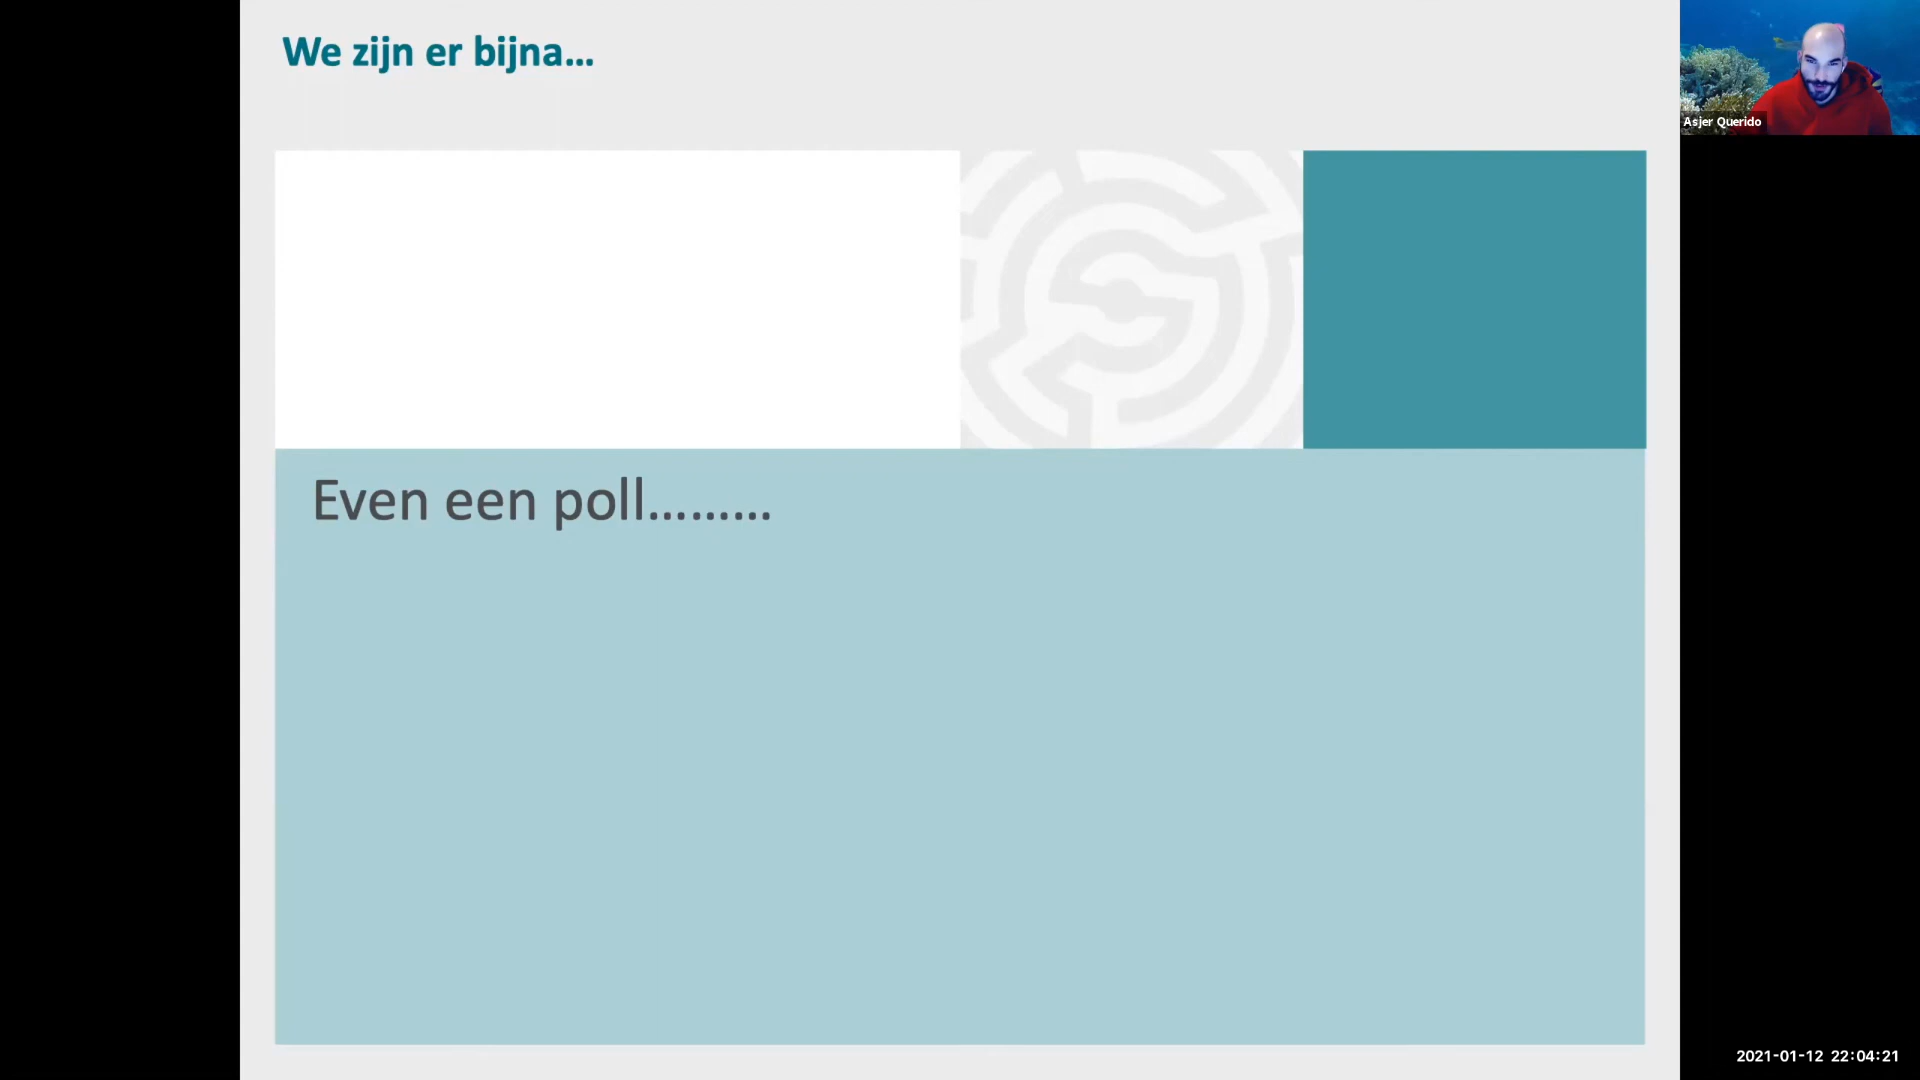 We zijn er bijna...
Asjer Querido
Even een poll.........
2021-01-12 22:04:21